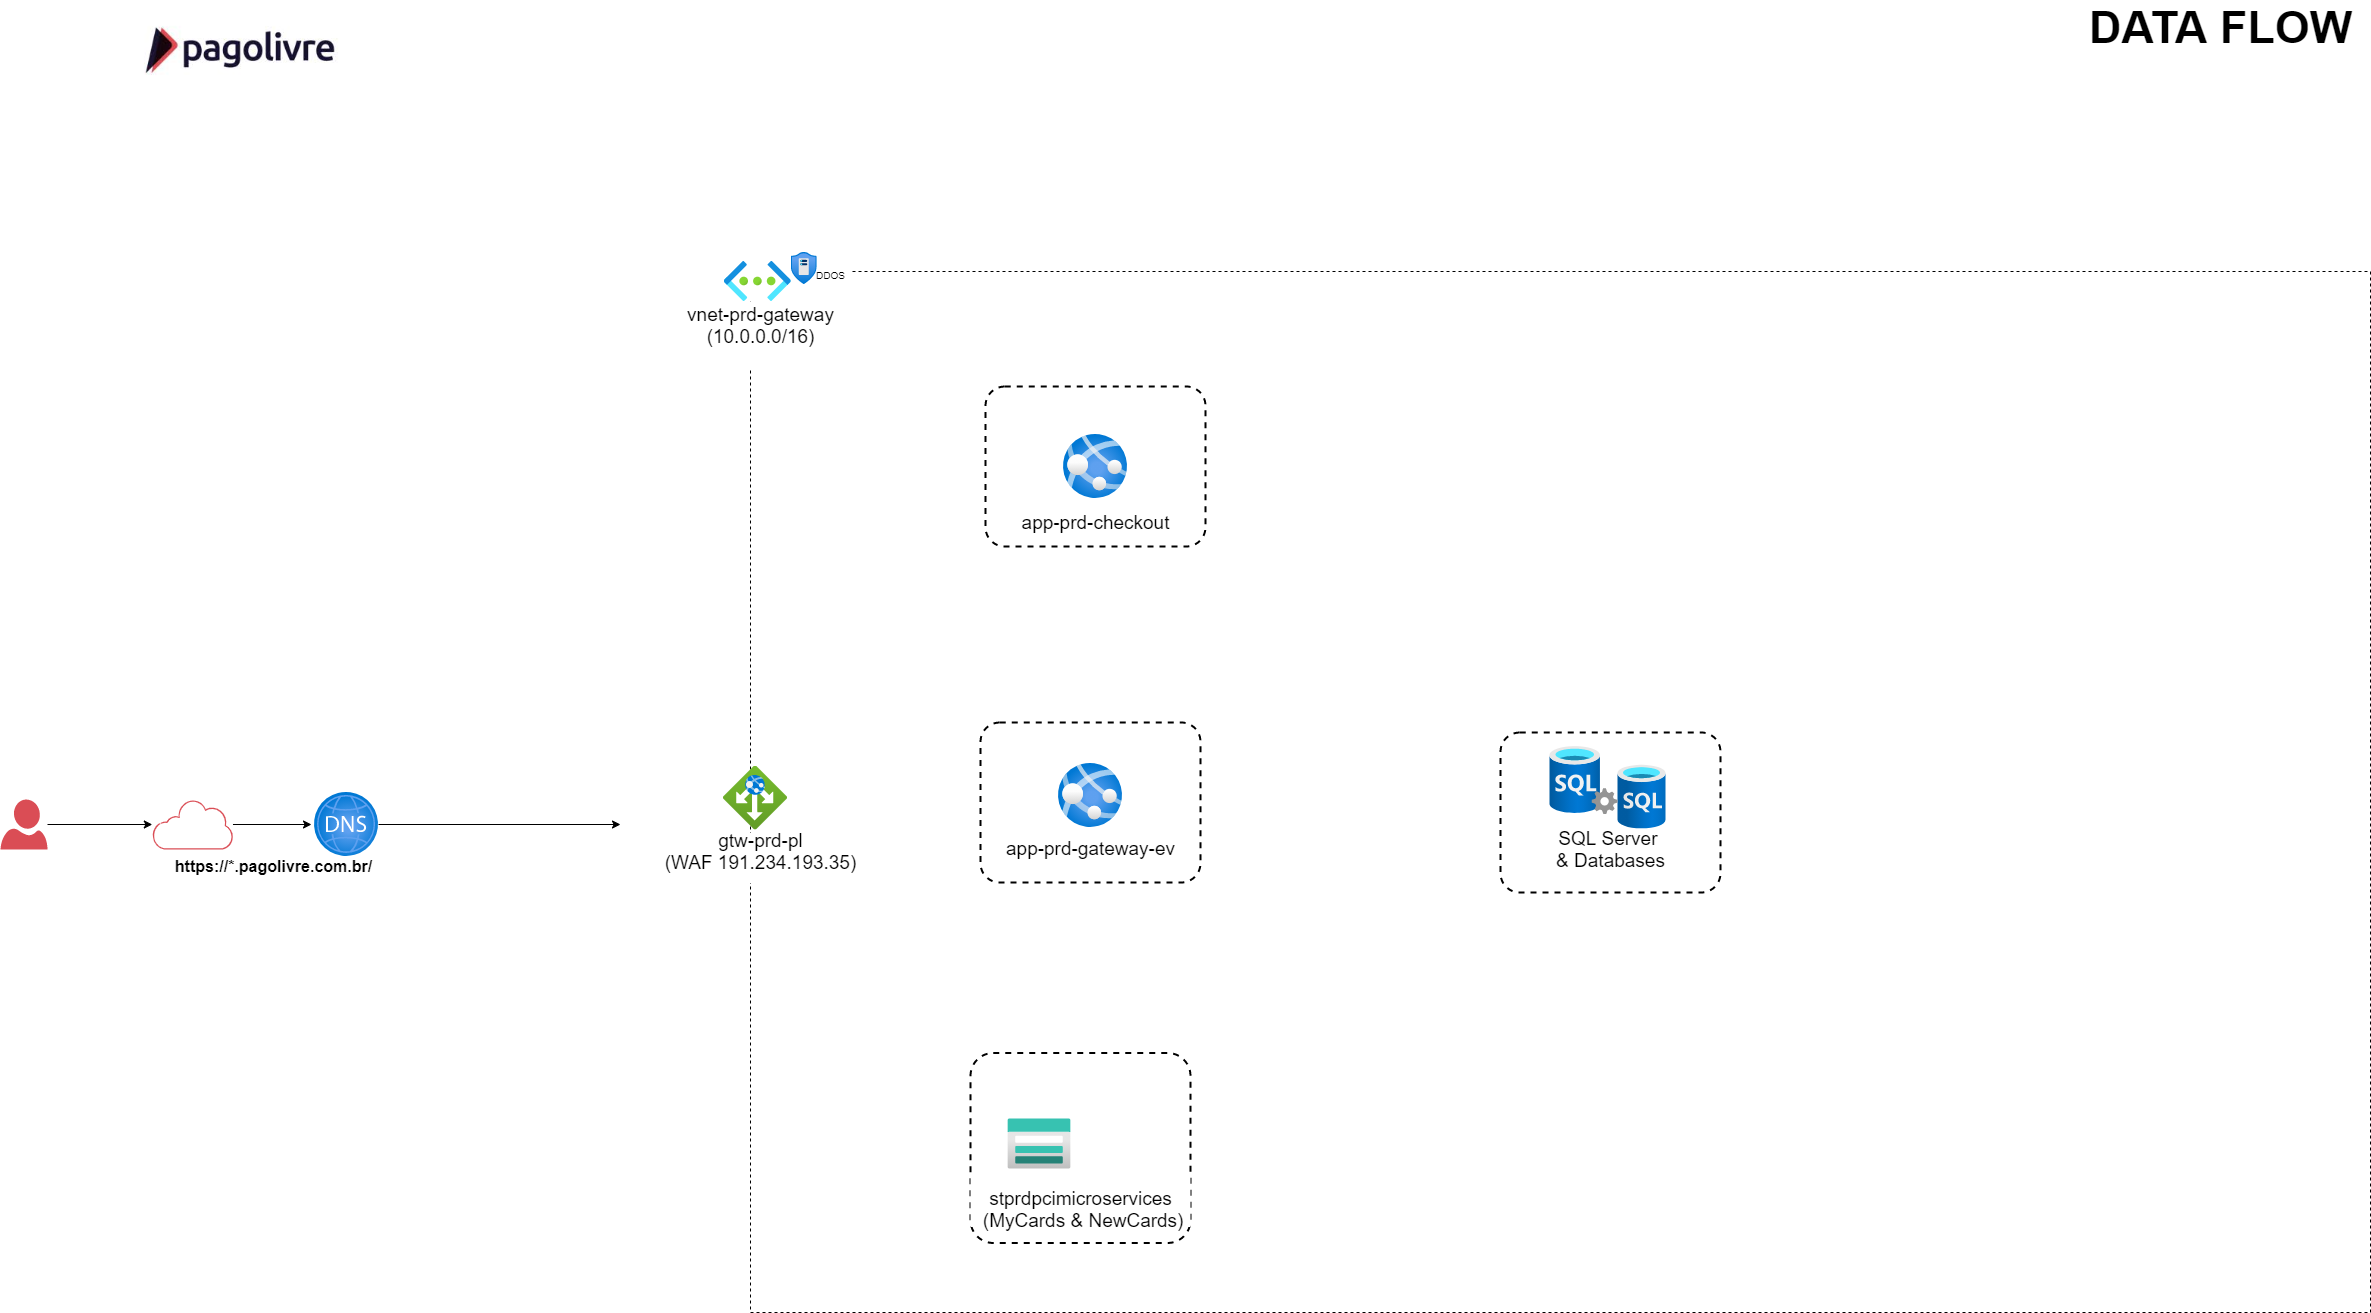 pagolivre
DATA FLOW
DDOS
vnet-prd-gateway
(10.0.0.0/16)
app-prd-checkout
DNS
https://*.pagolivre.com.br/
gtw-prd-pl
(WAF 191.234.193.35)
app-prd-gateway-ev
SQL
SQL
SQL Server
& Databases
stprdpcimicroservices
(MyCards & NewCards)